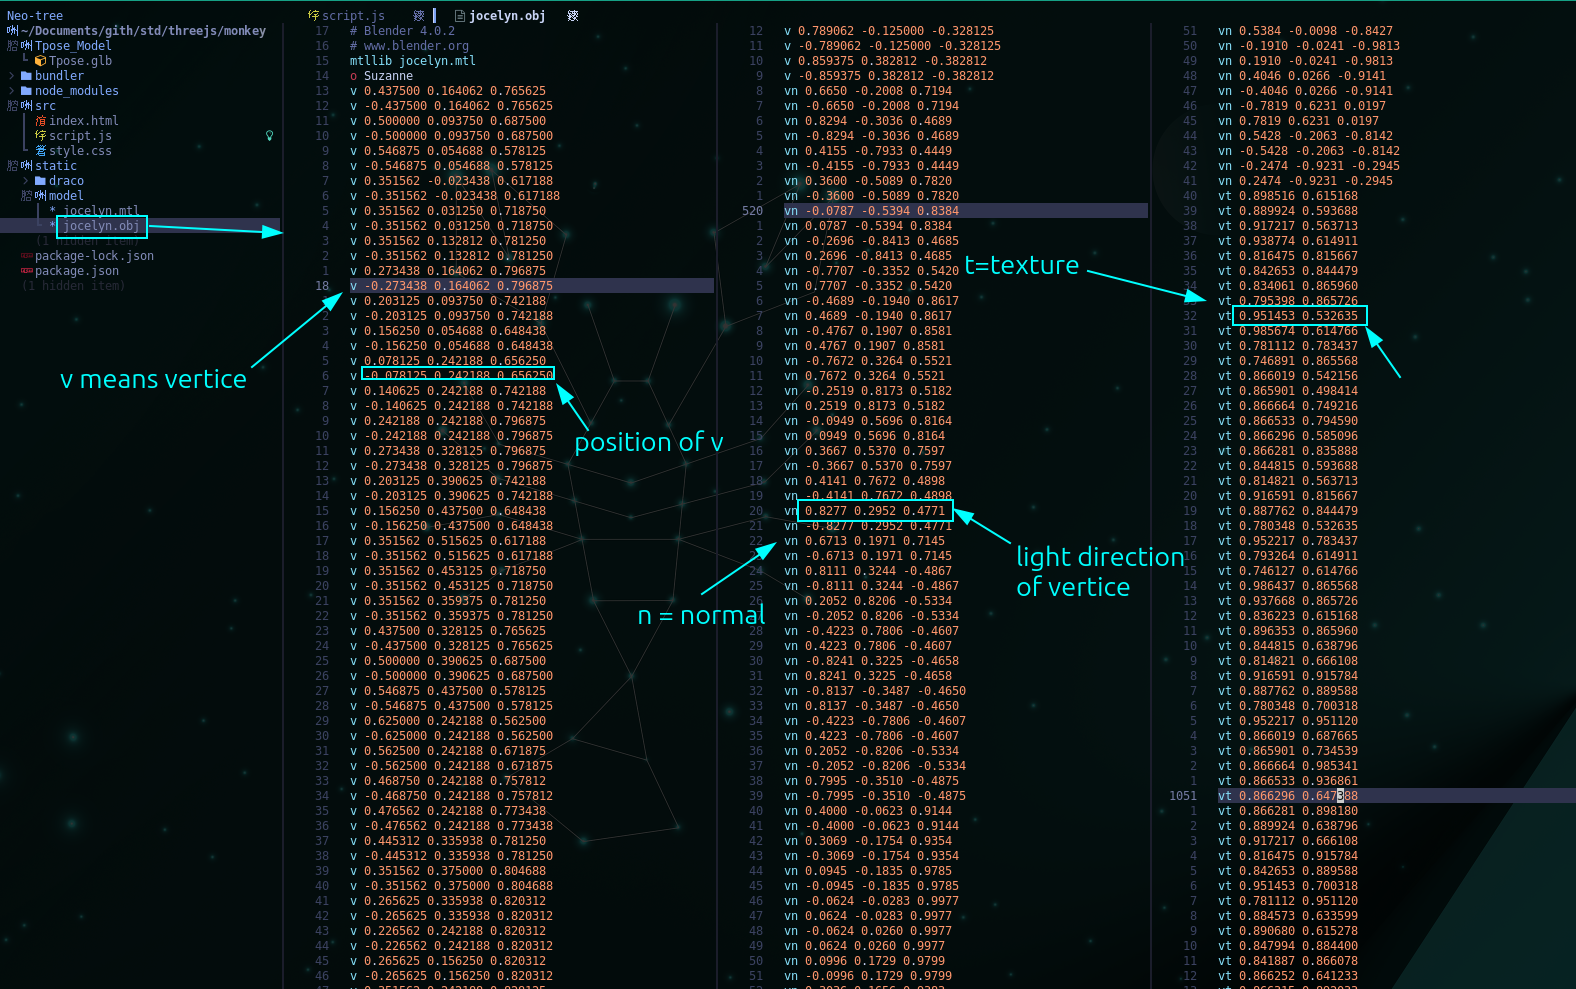 Neo-tree
~/Documents/gith/std/threejs/monkey
Tpose_Model
Tpose.glb
bundler
node_modules
src
index.html
script.js
style.css
static
draco
model
* jocelyn.mtl
* jocelyn.obj
(1 hidden item)
package-lock.json
package.json
(1 hidden item)
script.js
jocelyn.obj
17 # Blender 4.0.2
16 # www.blender.org
15 mtllib jocelyn.mtl
14 o Suzanne
13 v 0.437500 0.164062 0.765625
12 v -0.437500 0.164062 0.765625
11 v 0.500000 0.093750 0.687500
10 v -0.500000 0.093750 0.687500
9 v 0.546875 0.054688 0.578125
8 v -0.546875 0.054688 0.578125
7 v 0.351562 -0.023438 0.617188
6 v -0.351562 -0.023438 0.617188
5 v 0.351562 0.031250 0.718750
4 v -0.351562 0.031250 0.718750
3 v 0.351562 0.132812 0.781250
2 v -0.351562 0.132812 0.781250
1 v 0.273438 0.164062 0.796875
18 v -0.273438 0.164062 0.796875
1 v 0.203125 0.093750 0.742188
2 v -0.203125 0.093750 0.742188
3 v 0.156250 0.054688 0.648438
4 v -0.156250 0.054688 0.648438
5 v 0.078125 0.242188 0.656250
6 v -0.078125 0.242188 0.656250
7 v 0.140625 0.242188 0.742188
8 v -0.140625 0.242188 0.742188
9 v 0.242188 0.242188 0.796875
10 v -0.242188 0.242188 0.796875
11 v 0.273438 0.328125 0.796875
12 v -0.273438 0.328125 0.796875
13 v 0.203125 0.390625 0.742188
14 v -0.203125 0.390625 0.742188
15 v 0.156250 0.437500 0.648438
16 v -0.156250 0.437500 0.648438
17 v 0.351562 0.515625 0.617188
18 v -0.351562 0.515625 0.617188
19 v 0.351562 0.453125 0.718750
20 v -0.351562 0.453125 0.718750
21 v 0.351562 0.359375 0.781250
22 v -0.351562 0.359375 0.781250
23 v 0.437500 0.328125 0.765625
24 v -0.437500 0.328125 0.765625
25 v 0.500000 0.390625 0.687500
26 v -0.500000 0.390625 0.687500
27 v 0.546875 0.437500 0.578125
28 v -0.546875 0.437500 0.578125
29 v 0.625000 0.242188 0.562500
30 v -0.625000 0.242188 0.562500
31 v 0.562500 0.242188 0.671875
32 v -0.562500 0.242188 0.671875
33 v 0.468750 0.242188 0.757812
34 v -0.468750 0.242188 0.757812
35 v 0.476562 0.242188 0.773438
36 v -0.476562 0.242188 0.773438
37 v 0.445312 0.335938 0.781250
38 v -0.445312 0.335938 0.781250
39 v 0.351562 0.375000 0.804688
40 v -0.351562 0.375000 0.804688
41 v 0.265625 0.335938 0.820312
42 v -0.265625 0.335938 0.820312
43 v 0.226562 0.242188 0.820312
44 v -0.226562 0.242188 0.820312
45 v 0.265625 0.156250 0.820312
46 v -0.265625 0.156250 0.820312
12 v 0.789062 -0.125000 -0.328125
11 v -0.789062 -0.125000 -0.328125
10 v 0.859375 0.382812 -0.382812
9 v -0.859375 0.382812 -0.382812
8 vn 0.6650 -0.2008 0.7194
7 vn -0.6650 -0.2008 0.7194
6 vn 0.8294 -0.3036 0.4689
5 vn -0.8294 -0.3036 0.4689
4 vn 0.4155 -0.7933 0.4449
3 vn -0.4155 -0.7933 0.4449
2 vn 0.3600 -0.5089 0.7820
1 vn -0.3600 -0.5089 0.7820
520 vn -0.0787 -0.5394 0.8384
1 vn 0.0787 -0.5394 0.8384
2 vn -0.2696 -0.8413 0.4685
3 vn 0.2696 -0.8413 0.4685
4 vn -0.7707 -0.3352 0.5420
5 vn 0.7707 -0.3352 0.5420
6 vn -0.4689 -0.1940 0.8617
7 vn 0.4689 -0.1940 0.8617
8 vn -0.4767 0.1907 0.8581
9 vn 0.4767 0.1907 0.8581
10 vn -0.7672 0.3264 0.5521
11 vn 0.7672 0.3264 0.5521
12 vn -0.2519 0.8173 0.5182
13 vn 0.2519 0.8173 0.5182
14 vn -0.0949 0.5696 0.8164
15 vn 0.0949 0.5696 0.8164
16 vn 0.3667 0.5370 0.7597
17 vn -0.3667 0.5370 0.7597
18 vn 0.4141 0.7672 0.4898
19 vn -0.4141 0.7672 0.4898
20 vn 0.8277 0.2952 0.4771
21 vn -0.8277 0.2952 0.4771
22 vn 0.6713 0.1971 0.7145
vn -0.6713 0.1971 0.7145
24 vn 0.8111 0.3244 -0.4867
25 vn -0.8111 0.3244 -0.4867
26 vn 0.2052 0.8206 -0.5334
vn -0.2052 0.8206 -0.5334
28 vn -0.4223 0.7806 -0.4607
29 vn 0.4223 0.7806 -0.4607
30 vn -0.8241 0.3225 -0.4658
31 vn 0.8241 0.3225 -0.4658
32 vn -0.8137 -0.3487 -0.4650
33 vn 0.8137 -0.3487 -0.4650
34 vn -0.4223 -0.7806 -0.4607
35 vn 0.4223 -0.7806 -0.4607
36 vn 0.2052 -0.8206 -0.5334
37 vn -0.2052 -0.8206 -0.5334
38 vn 0.7995 -0.3510 -0.4875
39 vn -0.7995 -0.3510 -0.4875
40 vn 0.4000 -0.0623 0.9144
41 vn -0.4000 -0.0623 0.9144
42 vn 0.3069 -0.1754 0.9354
43 vn -0.3069 -0.1754 0.9354
44 vn 0.0945 -0.1835 0.9785
45 vn -0.0945 -0.1835 0.9785
46 vn -0.0624 -0.0283 0.9977
47 vn 0.0624 -0.0283 0.9977
48 vn -0.0624 0.0260 0.9977
49 vn 0.0624 0.0260 0.9977
50 vn 0.0996 0.1729 0.9799
51 vn -0.0996 0.1729 0.9799
51 vn 0.5384 -0.0098 -0.8427
50 vn -0.1910 -0.0241 -0.9813
49 vn 0.1910 -0.0241 -0.9813
48 vn 0.4046 0.0266 -0.9141
47 vn -0.4046 0.0266 -0.9141
46 vn -0.7819 0.6231 0.0197
45 vn 0.7819 0.6231 0.0197
44 vn 0.5428 -0.2063 -0.8142
43 vn -0.5428 -0.2063 -0.8142
42 vn -0.2474 -0.9231 -0.2945
41 vn 0.2474 -0.9231 -0.2945
40 vt 0.898516 0.615168
39 vt 0.889924 0.593688
38 vt 0.917217 0.563713
37 vt 0.938774 0.614911
36 vt 0.816475 0.815667
35 vt 0.842653 0.844479
34 vt 0.834061 0.865960
33 vt 0.795398 0.865726
32 vt 0.951453 0.532635
31 vt 0.985674 0.614766
30 vt 0.781112 0.783437
29 vt 0.746891 0.865568
28 vt 0.866019 0.542156
27 vt 0.865901 0.498414
26 vt 0.866664 0.749216
25 vt 0.866533 0.794590
24 vt 0.866296 0.585096
23 vt 0.866281 0.835888
22 vt 0.844815 0.593688
21 vt 0.814821 0.563713
20 vt 0.916591 0.815667
19 vt 0.887762 0.844479
18 vt 0.780348 0.532635
17 vt 0.952217 0.783437
16 vt 0.793264 0.614911
15 vt 0.746127 0.614766
14 vt 0.986437 0.865568
13 vt 0.937668 0.865726
12 vt 0.836223 0.615168
11 vt 0.896353 0.865960
10 vt 0.844815 0.638796
9 vt 0.814821 0.666108
8 vt 0.916591 0.915784
7 vt 0.887762 0.889588
6 vt 0.780348 0.700318
5 vt 0.952217 0.951120
4 vt 0.866019 0.687665
3 vt 0.865901 0.734539
2 vt 0.866664 0.985341
1 vt 0.866533 0.936861
1051 vt 0.866296 0.647388
1 vt 0.866281 0.898180
2 vt 0.889924 0.638796
3 vt 0.917217 0.666108
4 vt 0.816475 0.915784
5 vt 0.842653 0.889588
6 vt 0.951453 0.700318
7 vt 0.781112 0.951120
8 vt 0.884573 0.633599
9 vt 0.890680 0.615278
10 vt 0.847994 0.884400
11 vt 0.841887 0.866078
12 vt 0.866252 0.641233
v means vertice
position of v
n = normal
light direction
of vertice
t=texture